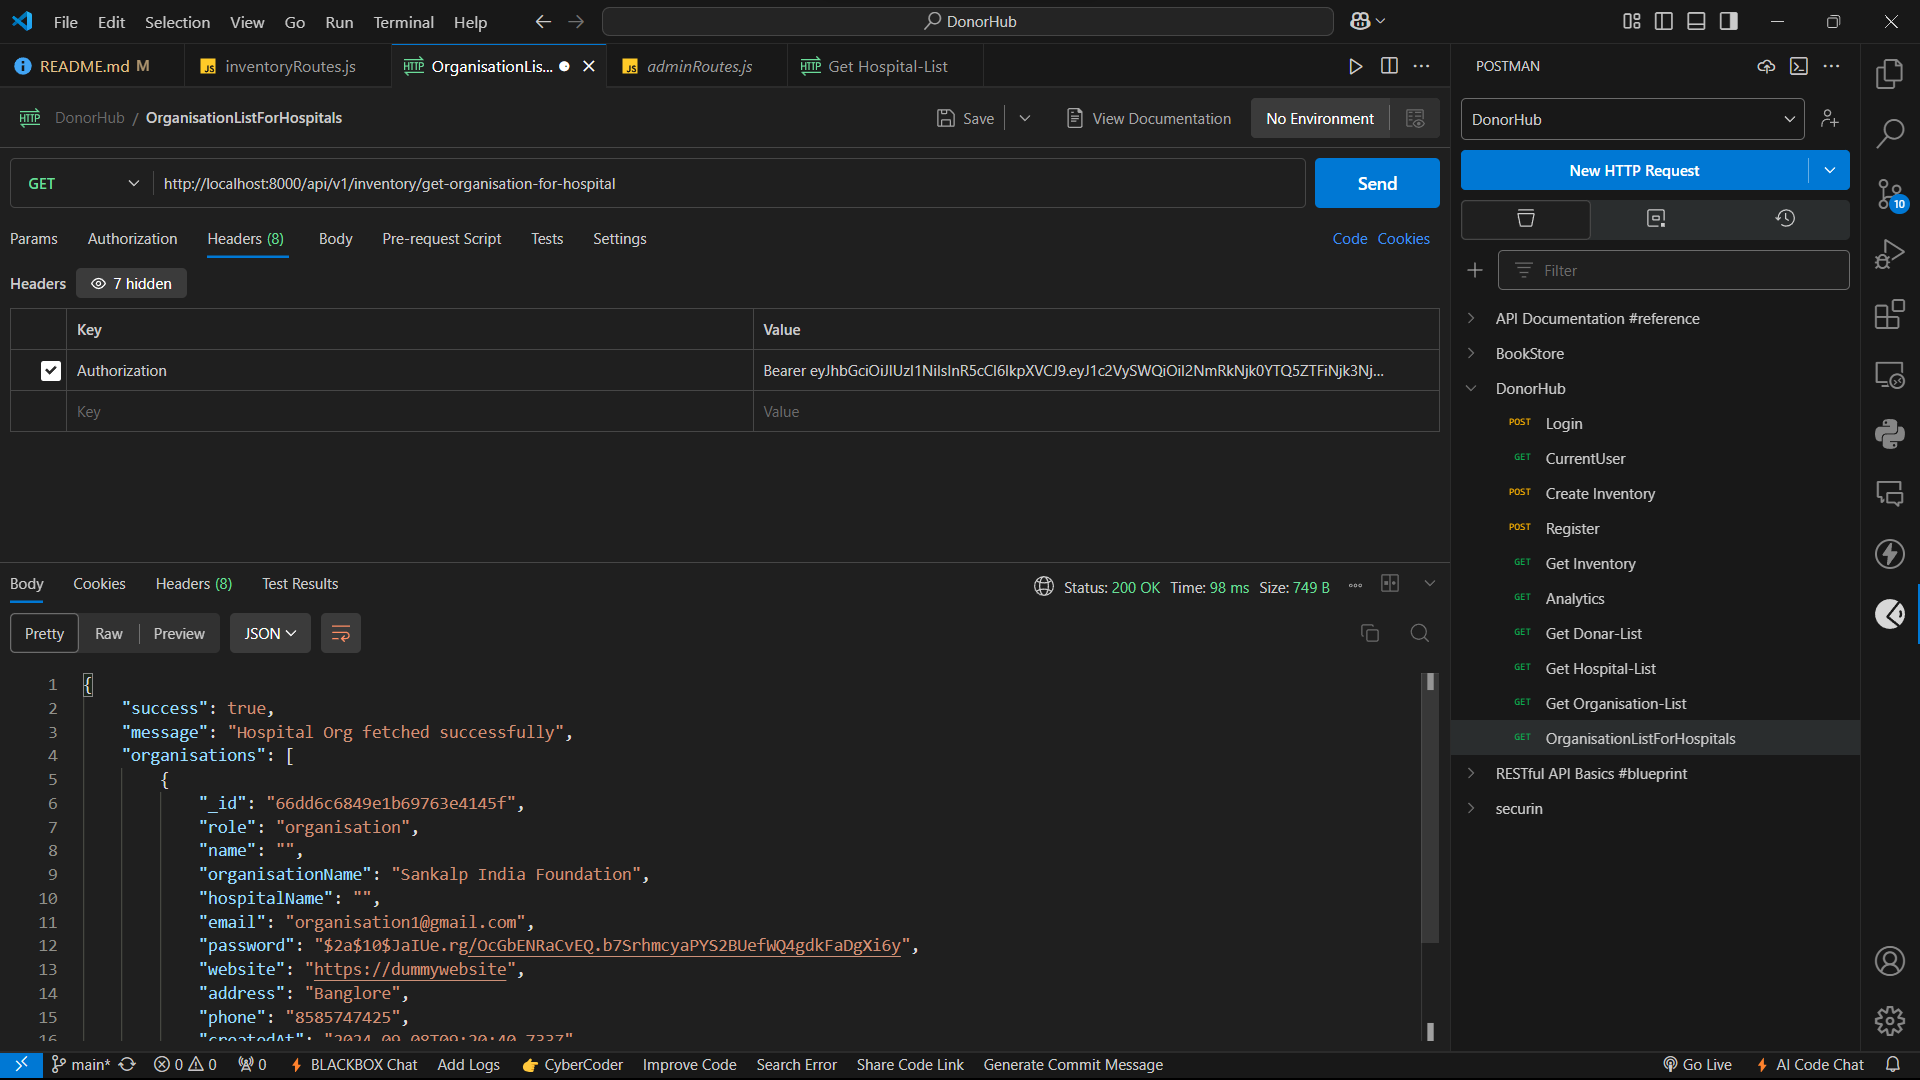 File Edit Selection View Go Run Terminal Help
DonorHub
README.md M
inventoryRoutes.js
OrganisationLis...
adminRoutes.js
Get Hospital-List
POSTMAN
DonorHub / OrganisationListForHospitals
Save
View Documentation
No Environment
DonorHub
GET
http://localhost:8000/api/v1/inventory/get-organisation-for-hospital
Send
New HTTP Request
Params Authorization Headers (8) Body Pre-request Script Tests Settings
Code Cookies
Headers 7 hidden
Filter
Key Value
Authorization
Key Value
API Documentation #reference
BookStore
DonorHub
POST Login
GET CurrentUser
POST Create Inventory
POST Register
GET Get Inventory
GET Analytics
GET Get Donar-List
GET Get Hospital-List
GET Get Organisation-List
GET OrganisationListForHospitals
RESTful API Basics #blueprint
securin
10
Body Cookies Headers (8) Test Results
Status: 200 OK Time: 98 ms Size: 749 B
Pretty Raw Preview JSON
1 {
2 "success": true,
3 "message": "Hospital Org fetched successfully",
4 "organisations": [
5 {
6 "_id": "66dd6c6849e1b69763e4145f",
7 "role": "organisation",
8 "name": "",
9 "organisationName": "Sankalp India Foundation",
10 "hospitalName": "",
11 "email": "organisation1@gmail.com",
12 "password": "$2a$10$JaIUe.rg/OcGbENRaCvEQ.b7SrhmcyaPYS2BUefWQ4gdkFaDgXi6y",
13 "website": "https://dummywebsite",
14 "address": "Banglore",
15 "phone": "8585747425",
16 "createdAt": "2024-09-08T09:20:40.733Z"
main* 0 0 0 BLACKBOX Chat Add Logs CyberCoder Improve Code Search Error Share Code Link Generate Commit Message
Go Live AI Code Chat